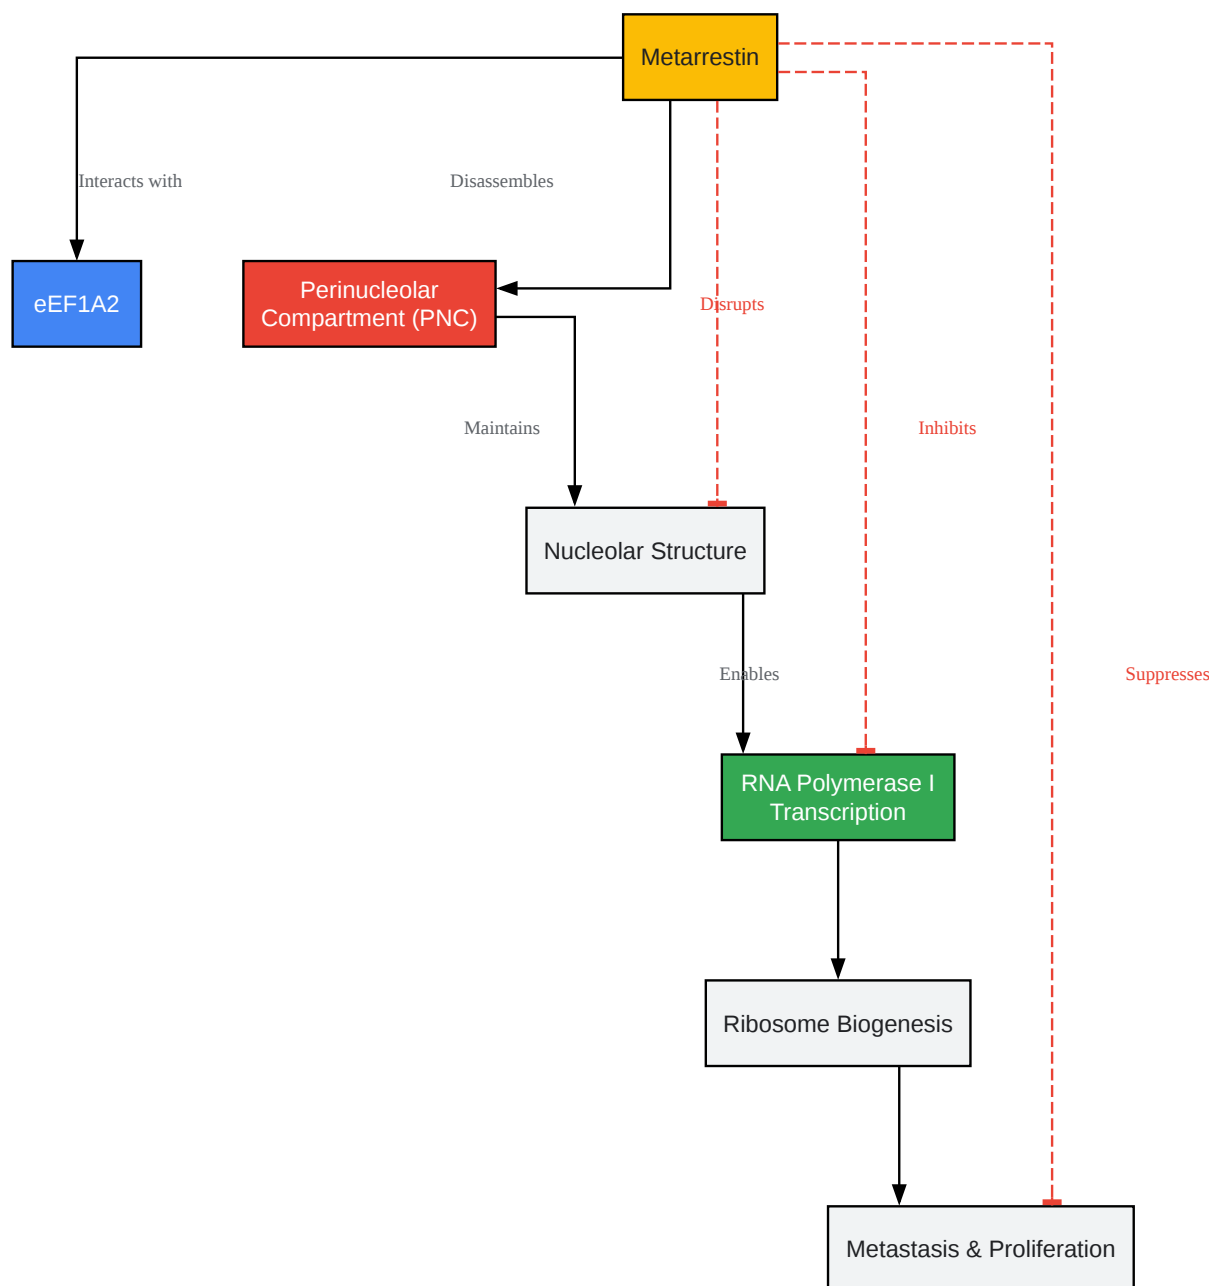 Metarrestin
Interacts with
Disassembles
eEF1A2
Perinucleolar
Compartment (PNC)
Disrupts
Maintains
Inhibits
Nucleolar Structure
Enables
Suppresses
RNA Polymerase I
Transcription
Ribosome Biogenesis
Metastasis & Proliferation